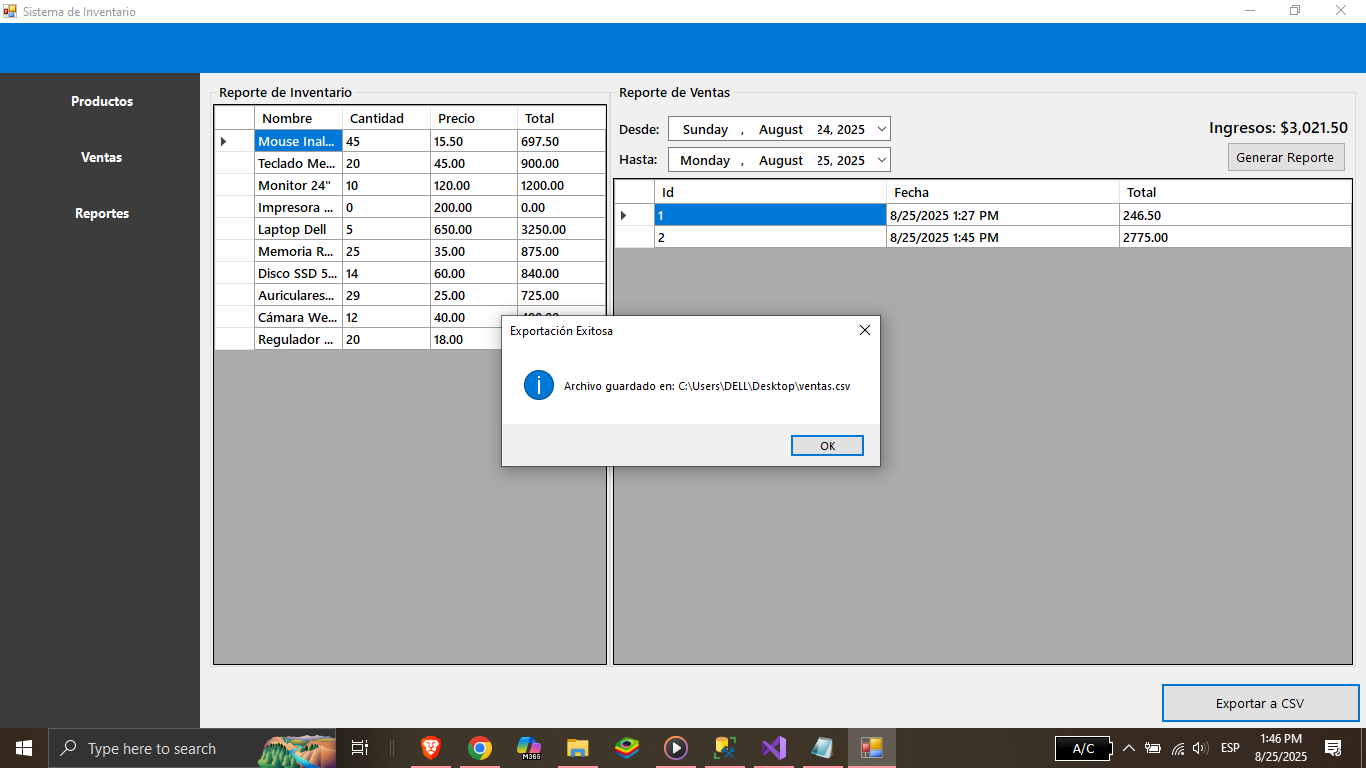 Sistema de Inventario
Productos
Ventas
Reportes
Reporte de Inventario
Nombre Cantidad Precio Total
Mouse Inal... 45 15.50 697.50
Teclado Me... 20 45.00 900.00
Monitor 24" 10 120.00 1200.00
Impresora ... 0 200.00 0.00
Laptop Dell 5 650.00 3250.00
Memoria R... 25 35.00 875.00
Disco SSD 5... 14 60.00 840.00
Auriculares... 29 25.00 725.00
Cámara We... 12 40.00
Regulador ... 20 18.00
Reporte de Ventas
Desde: Sunday , August 24, 2025
Ingresos: $3,021.50
Hasta: Monday , August 25, 2025
Generar Reporte
Id Fecha Total
1 8/25/2025 1:27 PM 246.50
2 8/25/2025 1:45 PM 2775.00
Exportación Exitosa
Archivo guardado en: C:\Users\DELL\Desktop\ventas.csv
OK
Exportar a CSV
Type here to search
M365
A/C
ESP
1:46 PM
8/25/2025